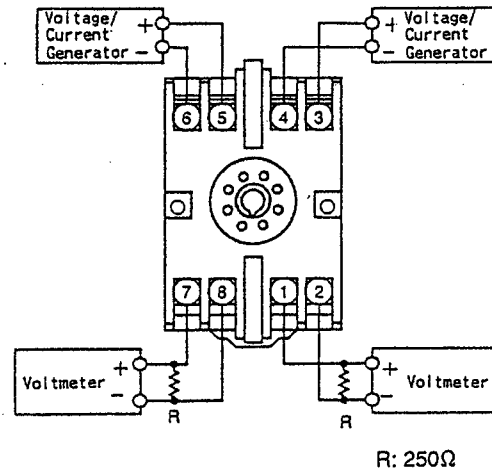 Voltage/
Current
Generator
+
-
Voltage/
Current
Generator
+
-
6 5 4 3
7 8 1 2
Voltmeter
+
-
R
Voltmeter
+
-
R
R: 250Ω